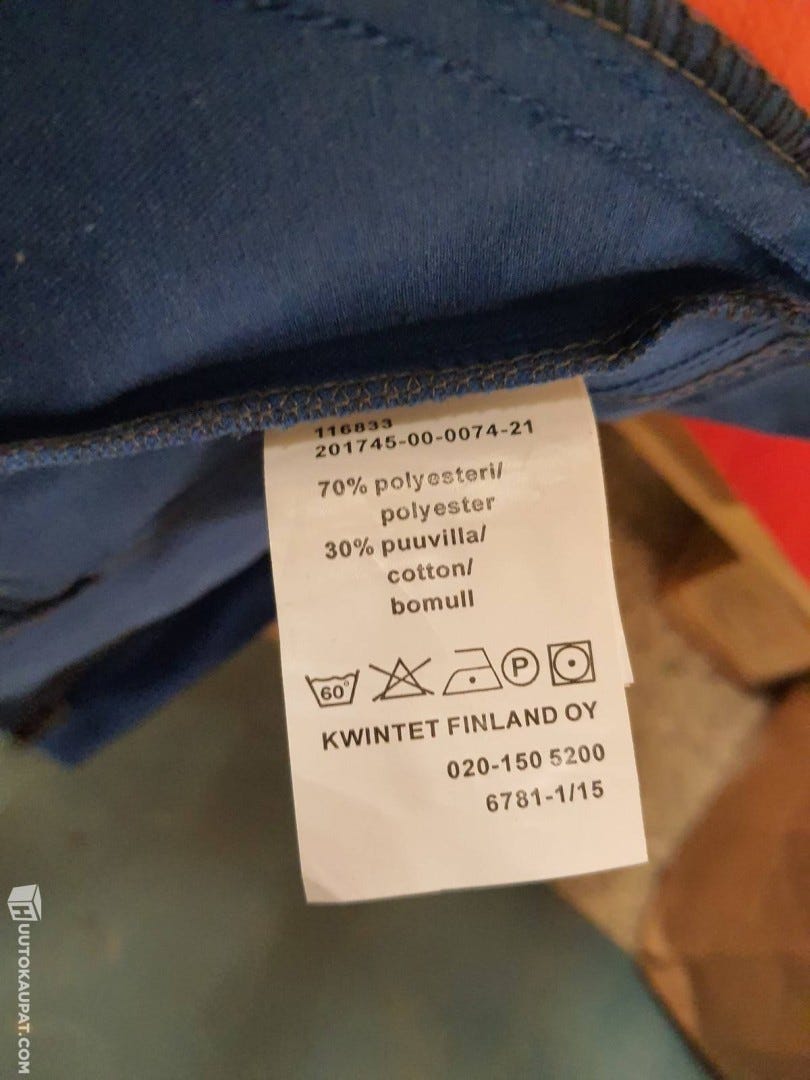 116833
201745-00-0074-21
70% polyesteri/
polyester
30% puuvilla/
cotton/
bomull
60°
P
KWINTET FINLAND OY
020-150 5200
6781-1/15
HUUTOKAUPAT.COM